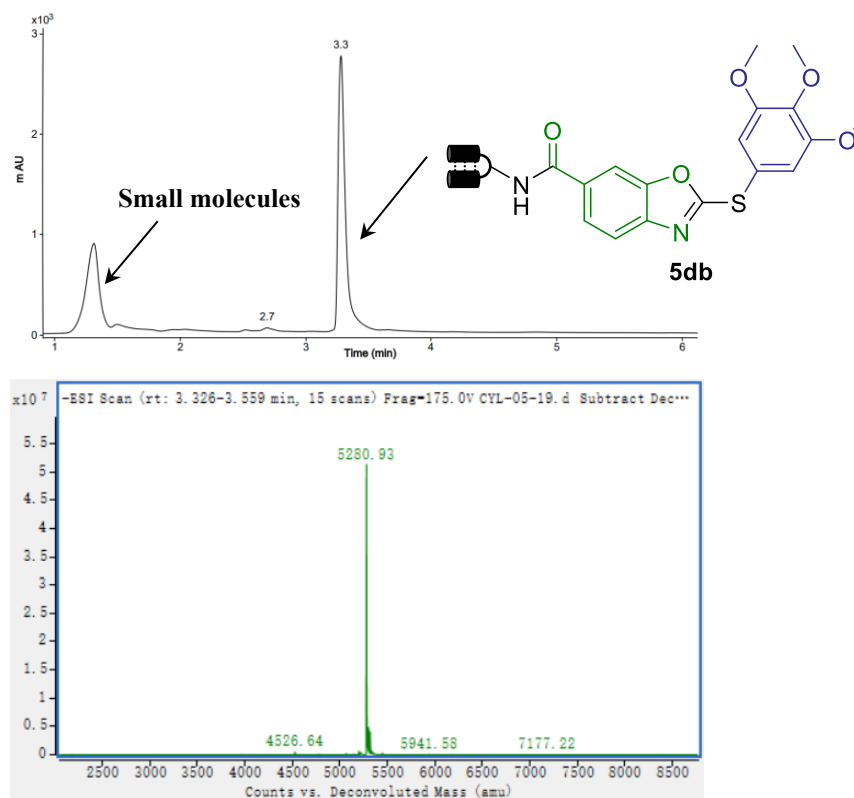 x10³
3
3.3
2
m AU
Small molecules
1
2.7
0
1 2 3 4 5 6
Time (min)
O O
O
O
O
N
H
N
S
5db
x10 7
-ESI Scan (rt: 3.326-3.559 min, 15 scans) Frag=175.0V CYL-05-19.d Subtract Dec···
5280.93
5.5
5
4.5
4
3.5
3
2.5
2
1.5
1
0.5
0
4526.64 5941.58 7177.22
2500 3000 3500 4000 4500 5000 5500 6000 6500 7000 7500 8000 8500
Counts vs. Deconvoluted Mass (amu)